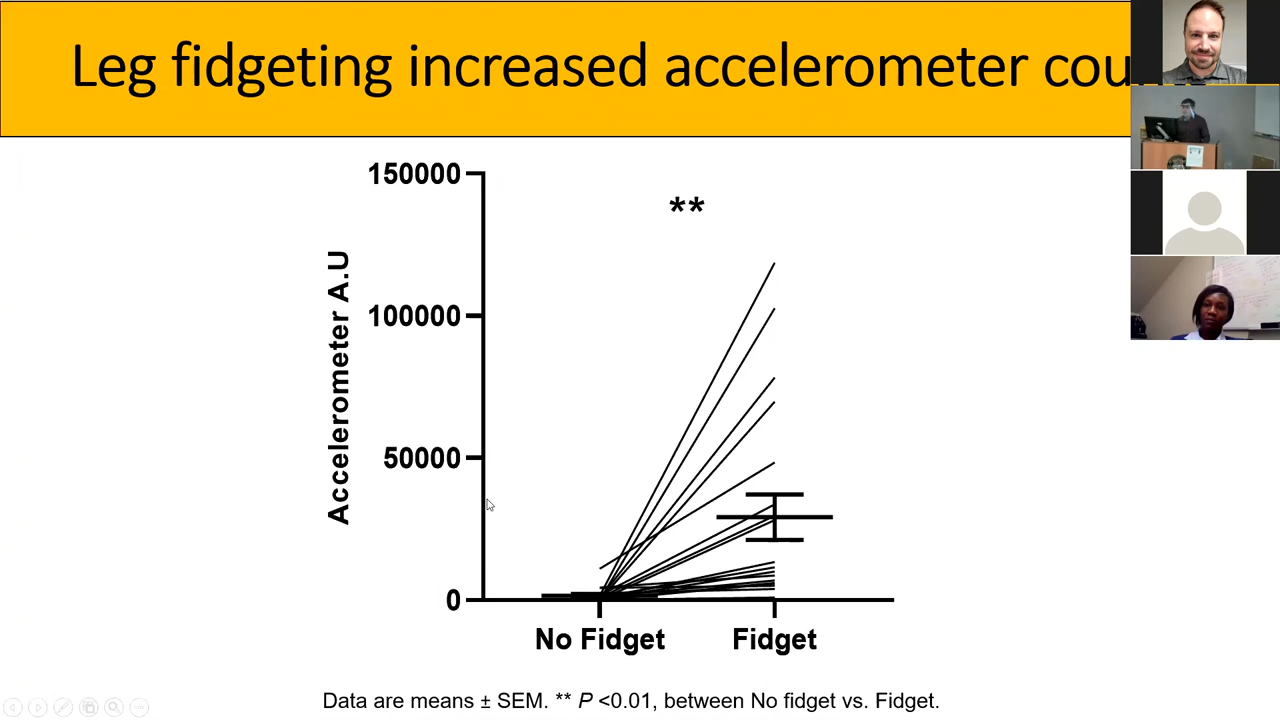 Leg fidgeting increased accelerometer cou
**
150000
100000
50000
0
Accelerometer A.U
No Fidget
Fidget
Data are means ± SEM. ** P <0.01, between No fidget vs. Fidget.